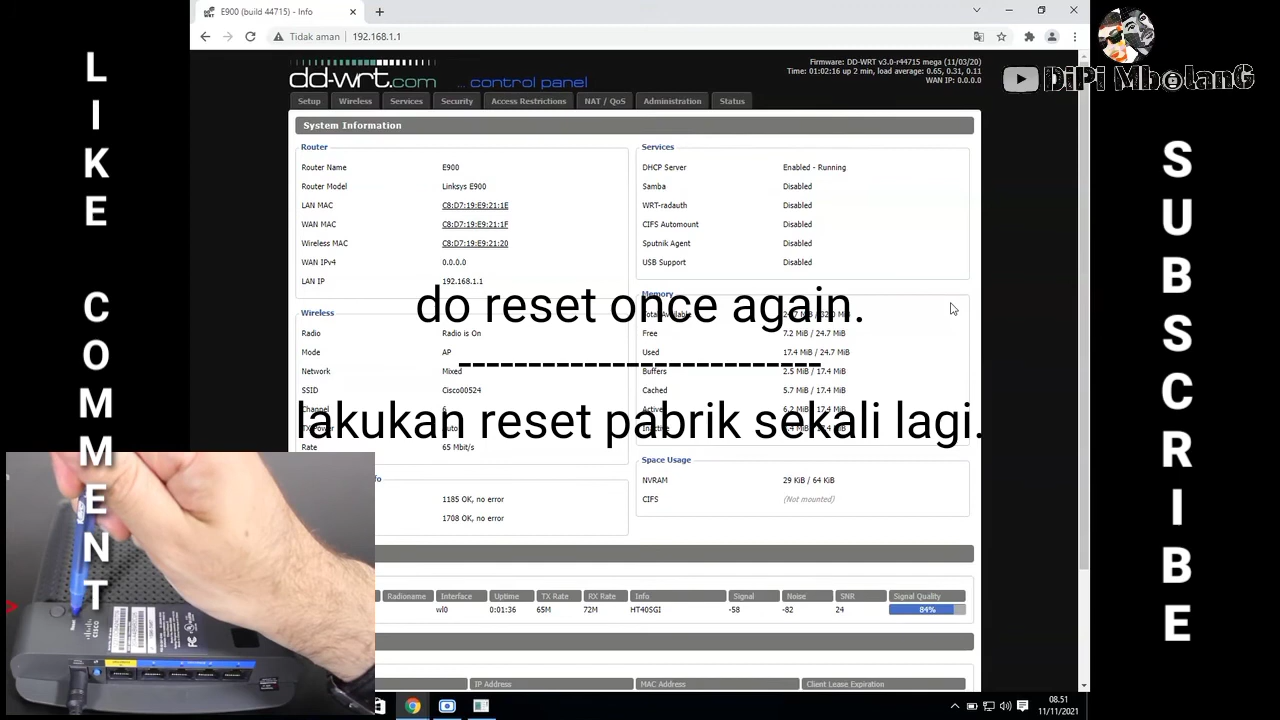 E900 (build 44715) - Info
Tidak aman
192.168.1.1
dd-wrt.com ... control panel
Firmware: DD-WRT v3.0-r44715 mega (11/03/20)
Time: 01:02:16 up 2 min, load average: 0.65, 0.31, 0.11
WAN IP: 0.0.0.0
DiPi MbolanG
Setup Wireless Services Security Access Restrictions NAT / QoS Administration Status
System Information
Router
Router Name E900
Router Model Linksys E900
LAN MAC C8:D7:19:E9:21:1E
WAN MAC C8:D7:19:E9:21:1F
Wireless MAC C8:D7:19:E9:21:20
WAN IPv4 0.0.0.0
LAN IP 192.168.1.1
Services
DHCP Server Enabled - Running
Samba Disabled
WRT-radauth Disabled
CIFS Automount Disabled
Sputnik Agent Disabled
USB Support Disabled
do reset once again.
-------------------------
lakukan reset pabrik sekali lagi.
Wireless
Radio Radio is On
Mode AP
Network Mixed
SSID Cisco00524
Channel 6
Rate 65 Mbit/s
Memory
Free 7.2 MiB / 24.7 MiB
Used 17.4 MiB / 24.7 MiB
Buffers 2.5 MiB / 17.4 MiB
Cached 5.7 MiB / 17.4 MiB
Active 6.2 MiB / 17.4 MiB
Space Usage
NVRAM 29 KiB / 64 KiB
CIFS (Not mounted)
1185 OK, no error
1708 OK, no error
Radioname Interface Uptime TX Rate RX Rate Info Signal Noise SNR Signal Quality
wl0 0:01:36 65M 72M HT40SGI -58 -82 24 84%
IP Address MAC Address Client Lease Expiration
08.51
11/11/2021
LIKE
COMMENT
SUBSCRIBE